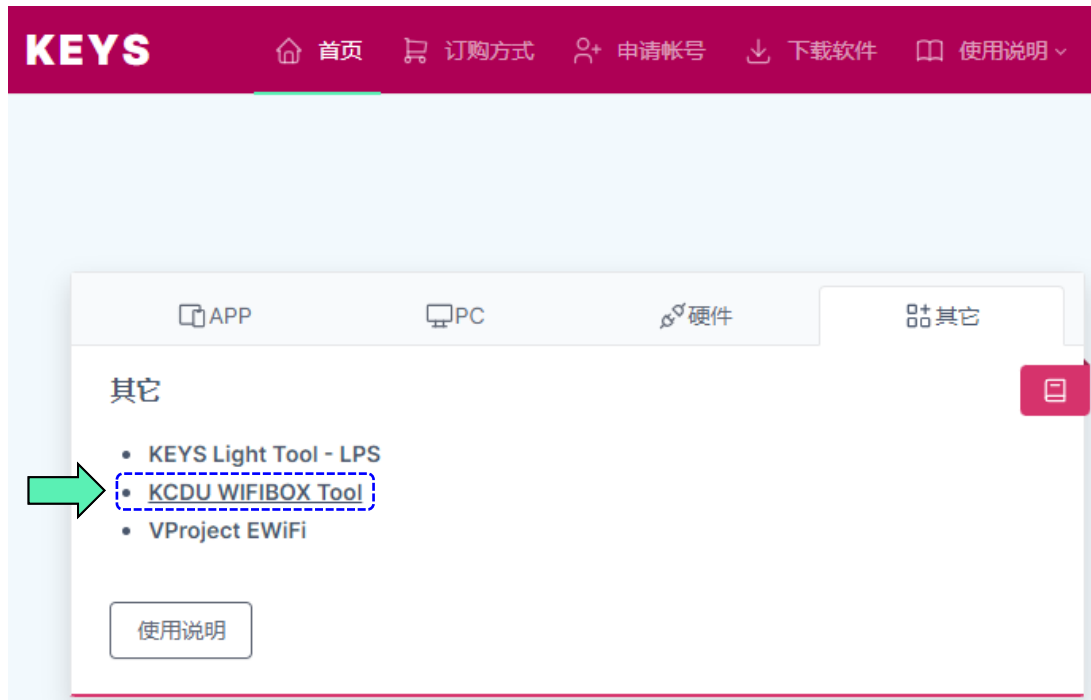 KEYS 首页 订购方式 申请帐号 下载软件 使用说明
APP PC 硬件 其它
其它
KEYS Light Tool - LPS
KCDU WIFIBOX Tool
VProject EWiFi
使用说明